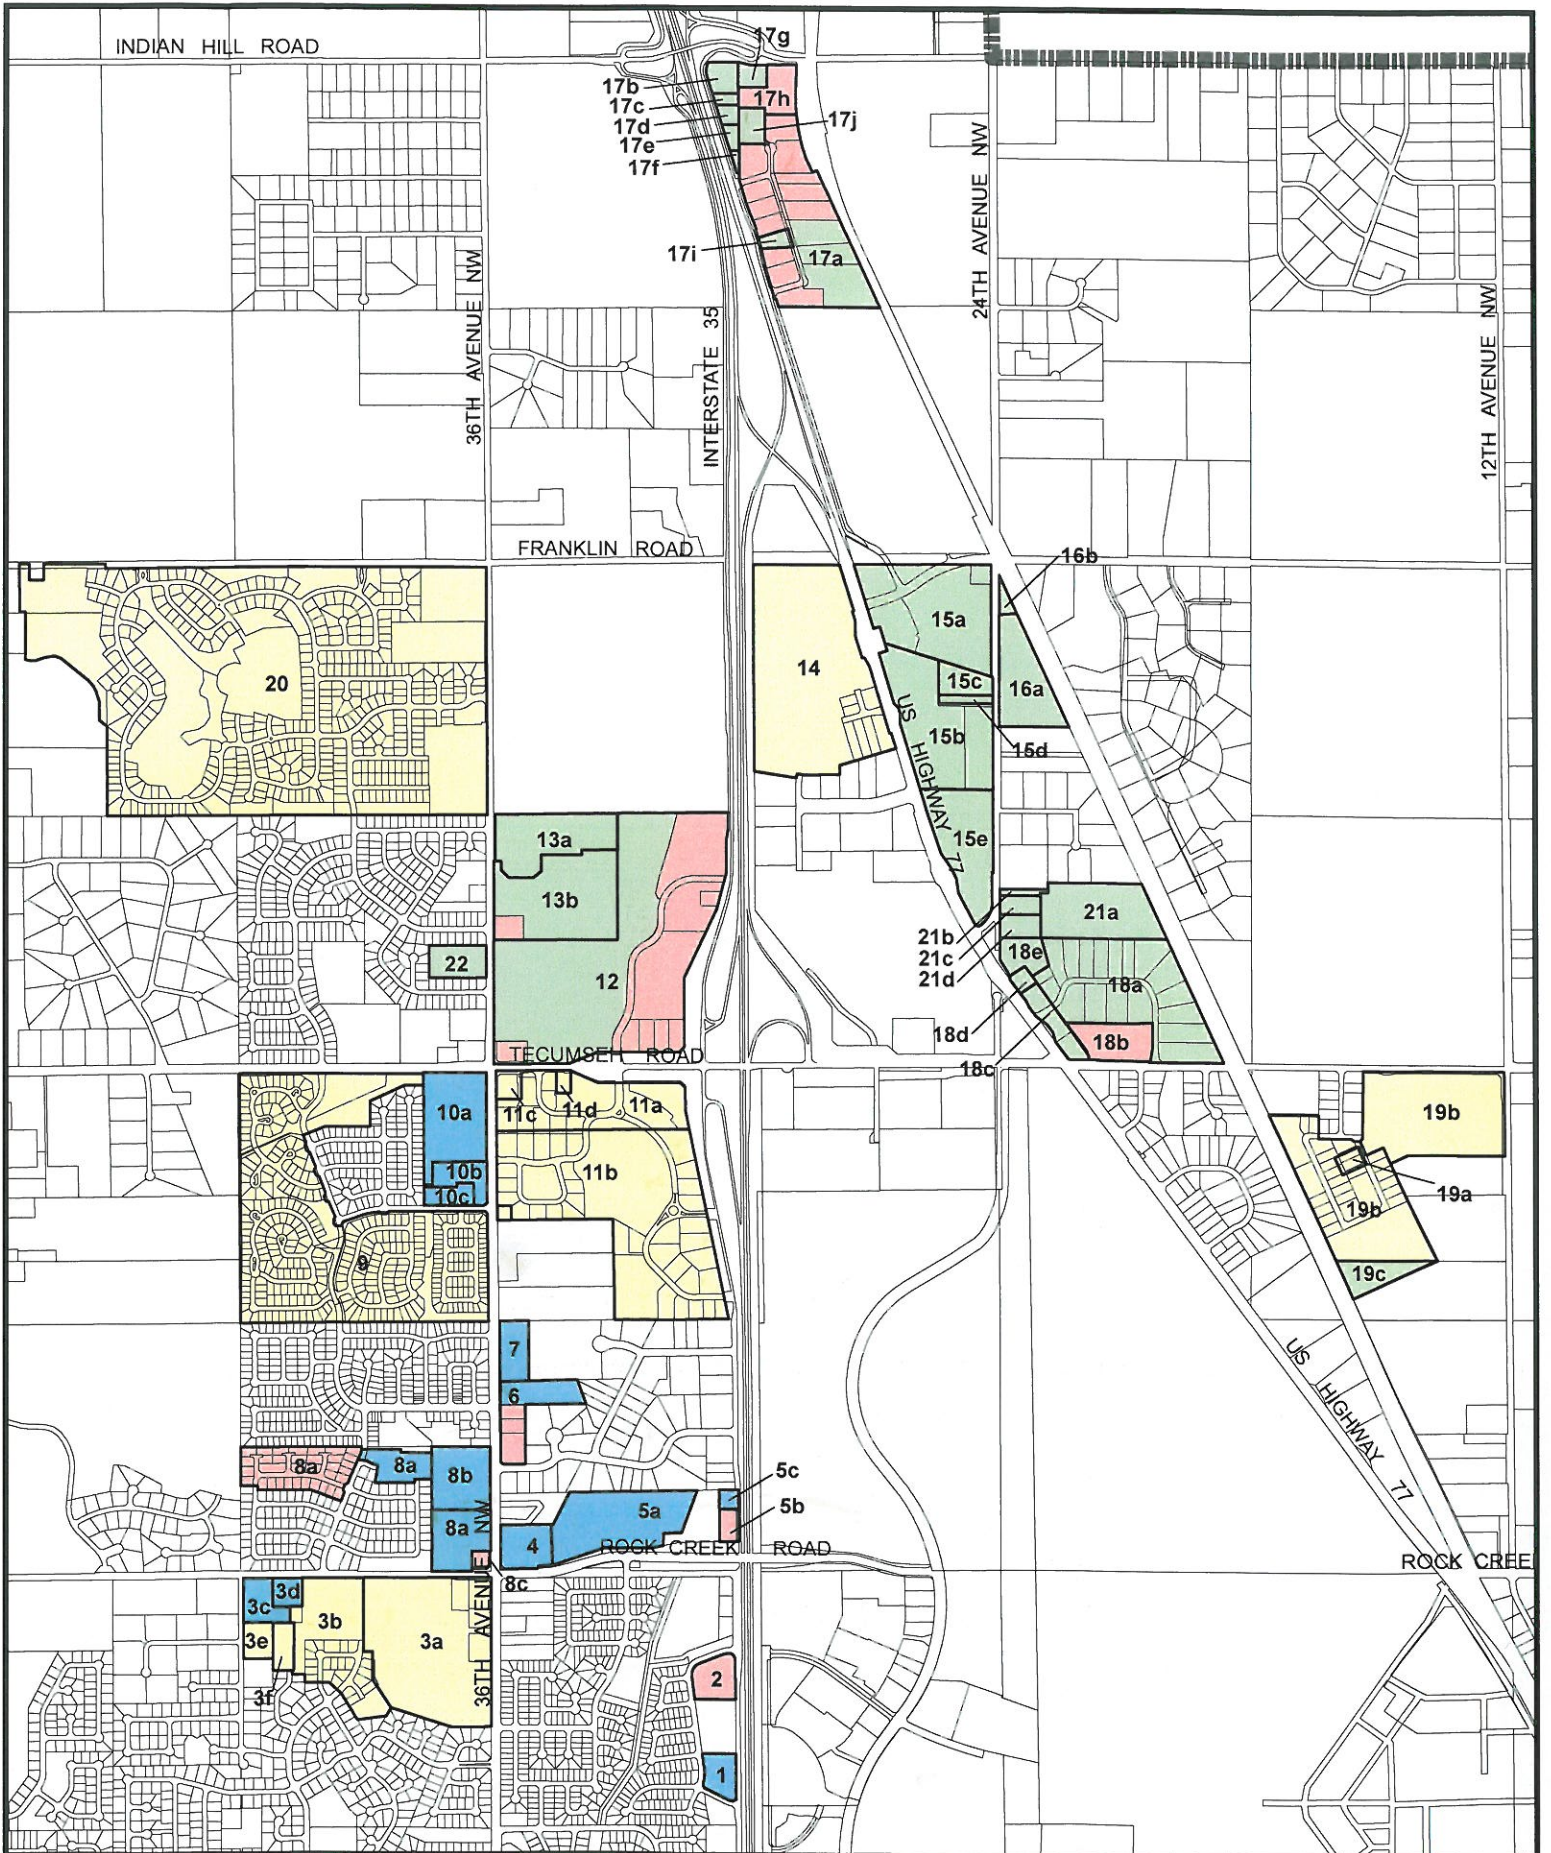 INDIAN HILL ROAD
17g
17b
17h
17c
17j
17d
17e
17f
24TH AVENUE NW
17i
17a
36TH AVENUE NW
INTERSTATE 35
12TH AVENUE NW
FRANKLIN ROAD
16b
15a
14
20
15c
16a
US HIGHWAY 77
15b
15d
13a
15e
13b
21a
21b
18e
21c
22
21d
12
18a
18d
18b
TECUMSEH ROAD
18c
10a
11c
11d
11a
19b
10b
11b
10c
19a
19b
9
19c
7
US HIGHWAY 77
6
8a
8a
8b
5c
5a
5b
8a
4
ROCK CREEK ROAD
ROCK CREE
8c
3d
3c
3b
3e
3a
36TH AVENUE NW
3f
2
1